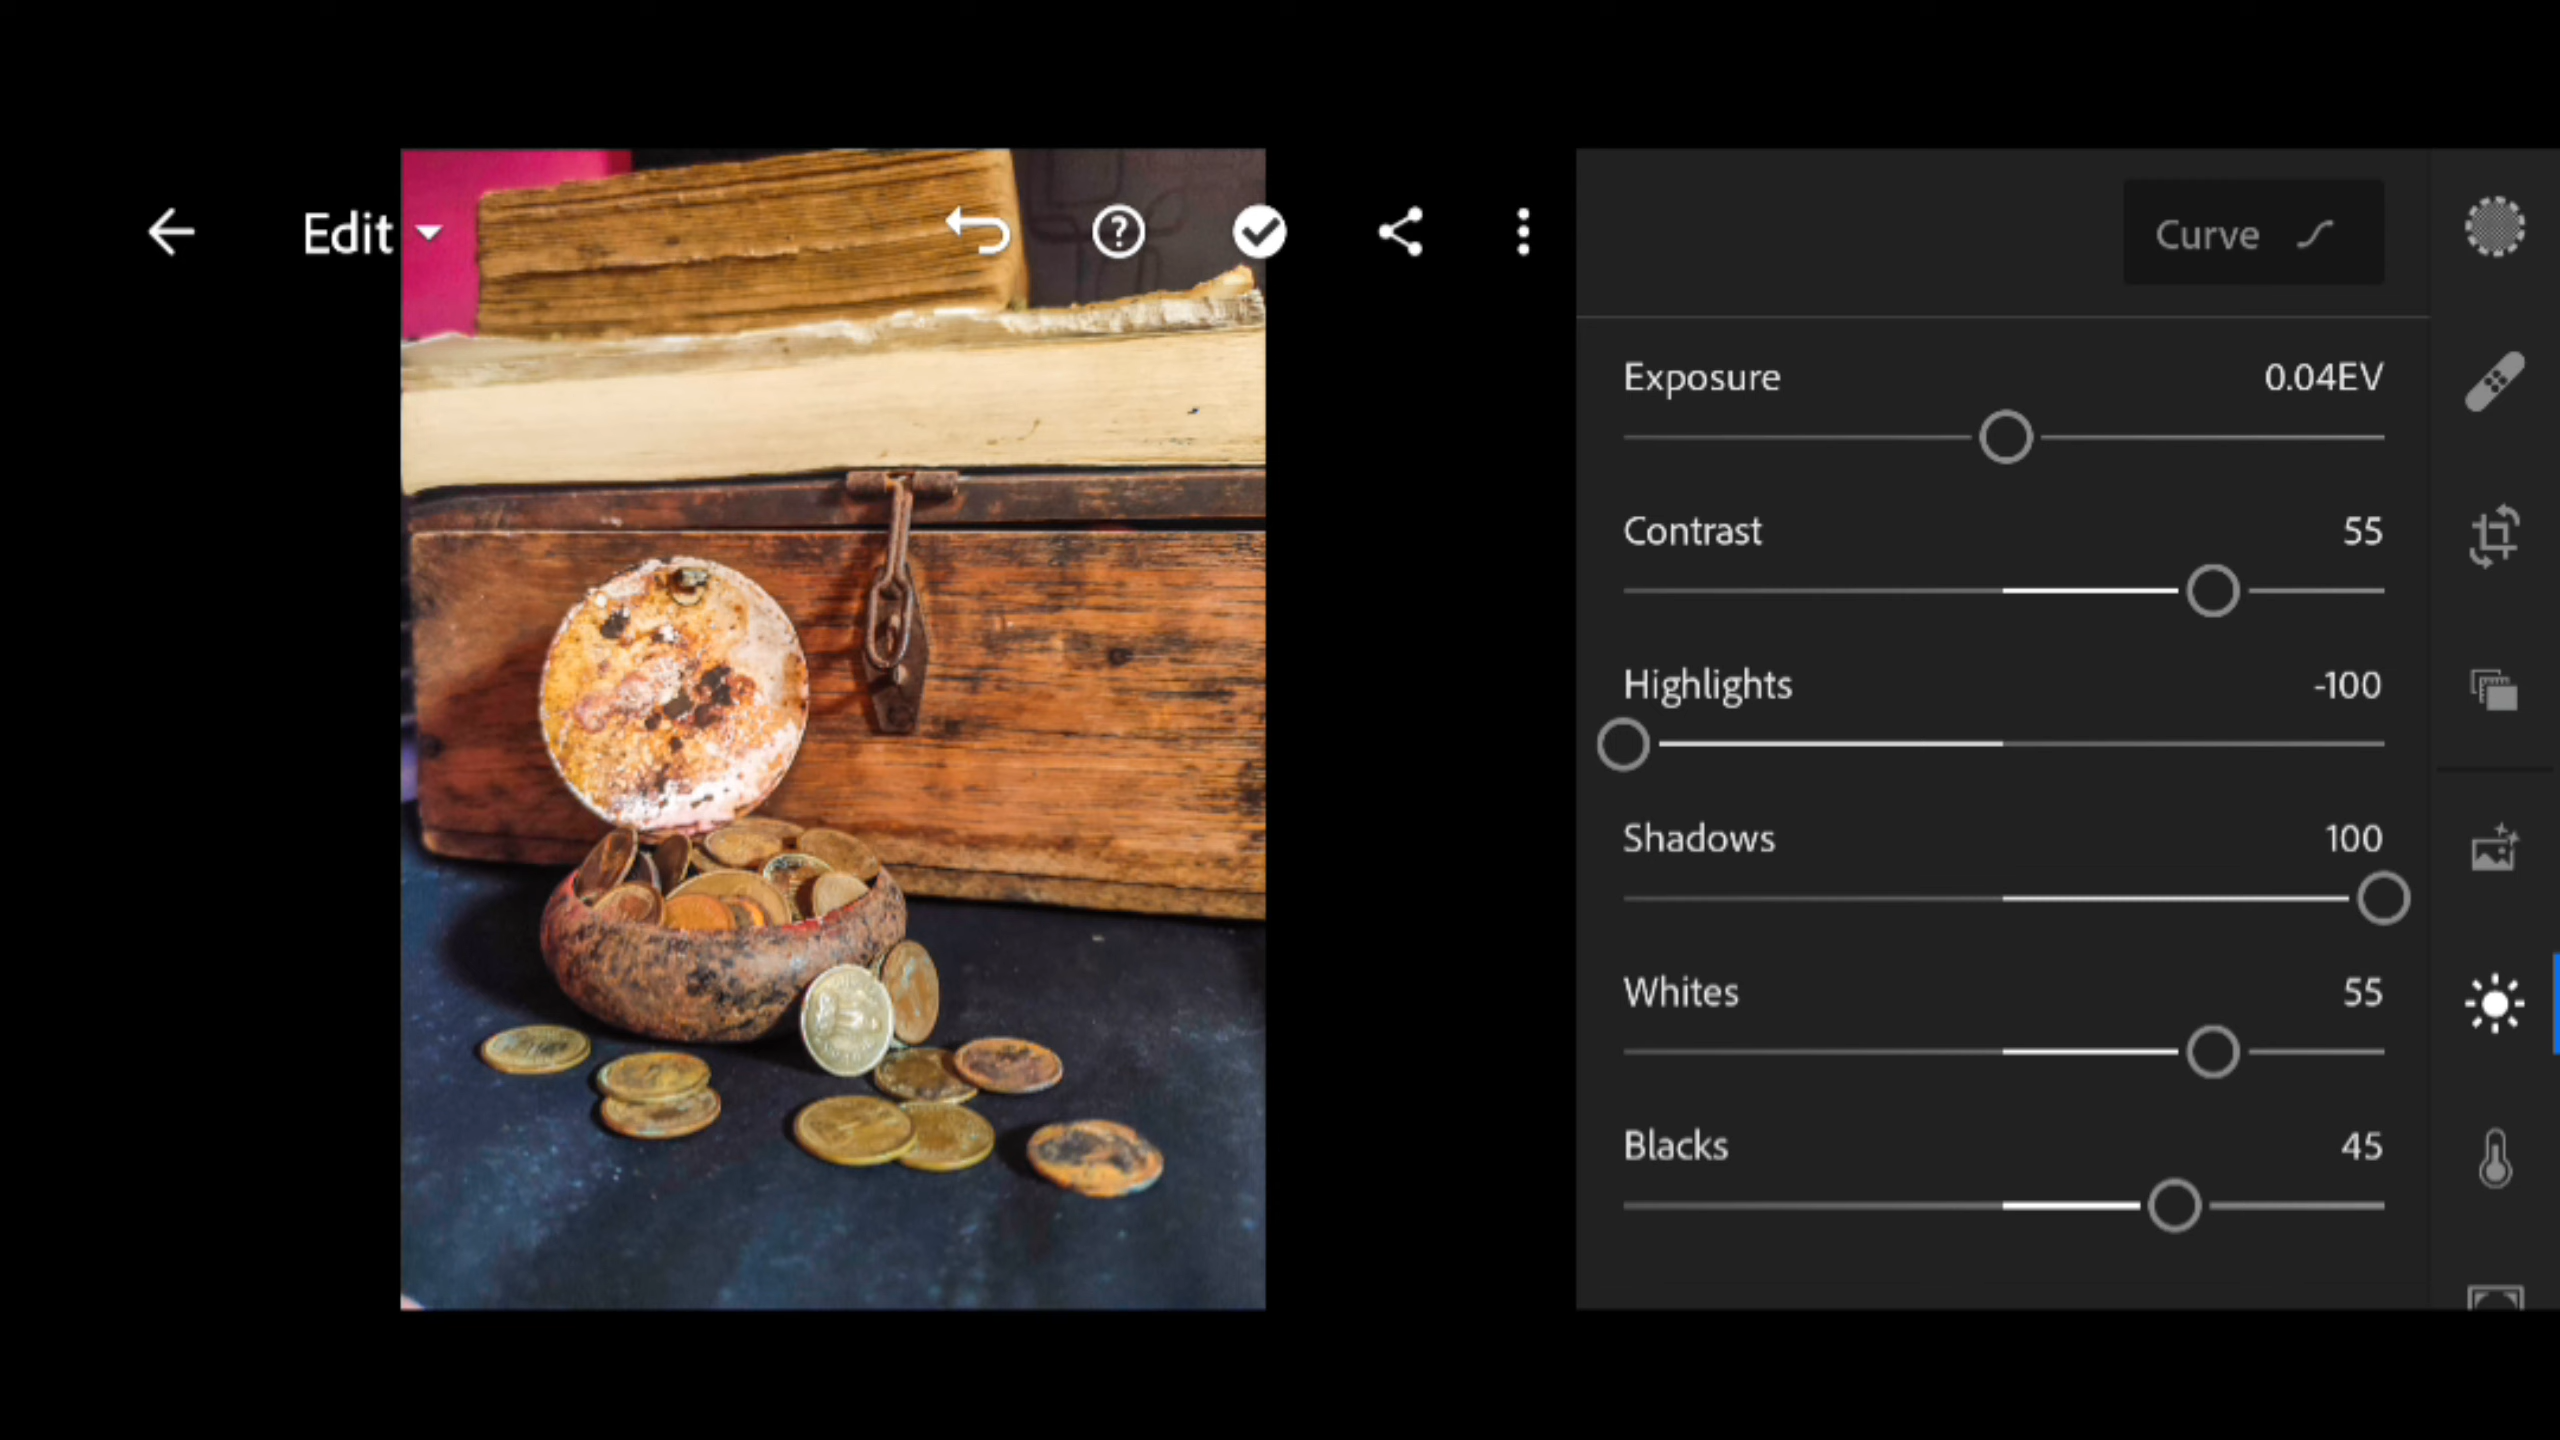 Edit
Curve
Exposure 0.04EV
Contrast 55
Highlights -100
Shadows 100
Whites 55
Blacks 45